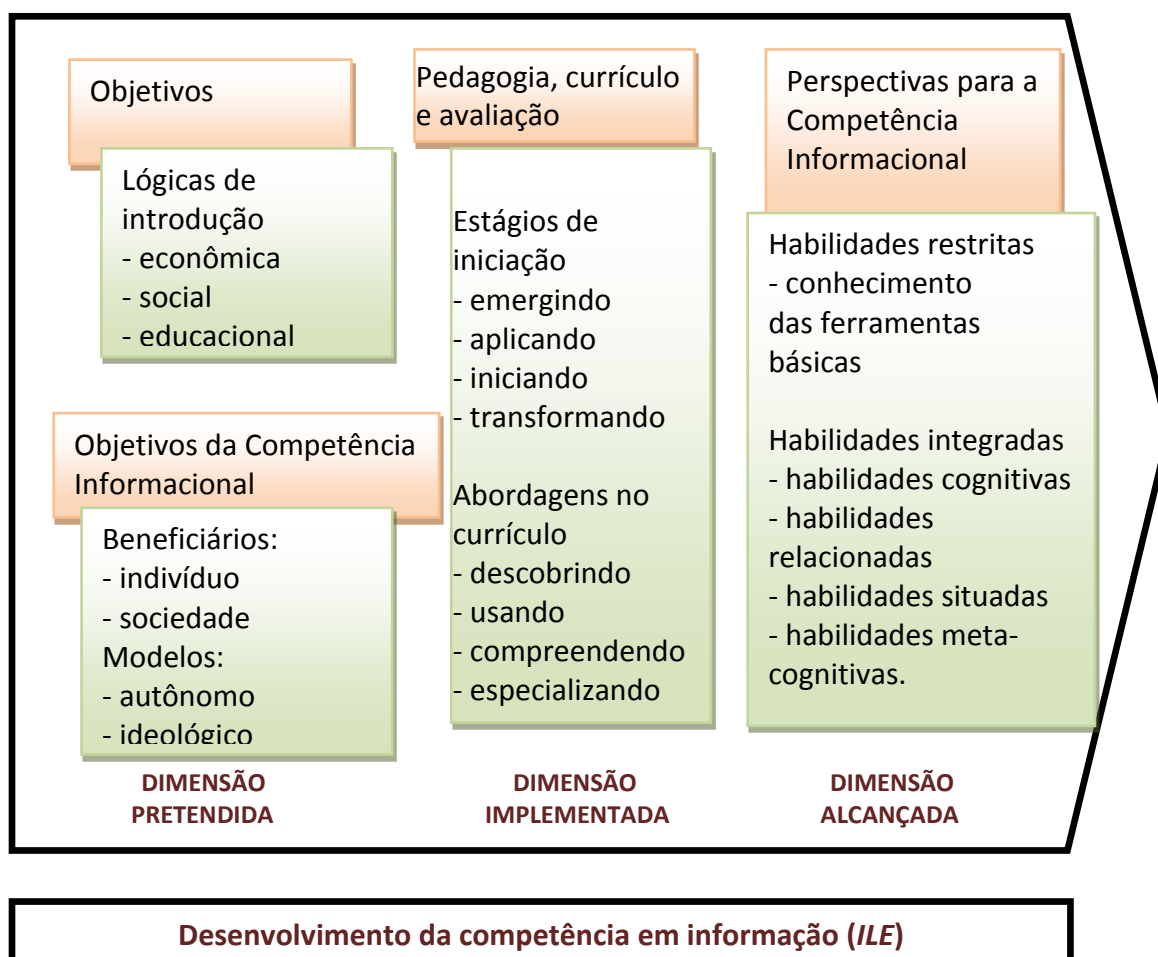 Objetivos
Lógicas de
introdução
- econômica
- social
- educacional
Objetivos da Competência
Informacional
Beneficiários:
- indivíduo
- sociedade
Modelos:
- autônomo
- ideológico
DIMENSÃO
PRETENDIDA
Pedagogia, currículo
e avaliação
Estágios de
iniciação
- emergindo
- aplicando
- iniciando
- transformando
Abordagens no
currículo
- descobrindo
- usando
- compreendendo
- especializando
DIMENSÃO
IMPLEMENTADA
Perspectivas para a
Competência
Informacional
Habilidades restritas
- conhecimento
das ferramentas
básicas
Habilidades integradas
- habilidades cognitivas
- habilidades
relacionadas
- habilidades situadas
- habilidades meta-
cognitivas.
DIMENSÃO
ALCANÇADA
Desenvolvimento da competência em informação (ILE)